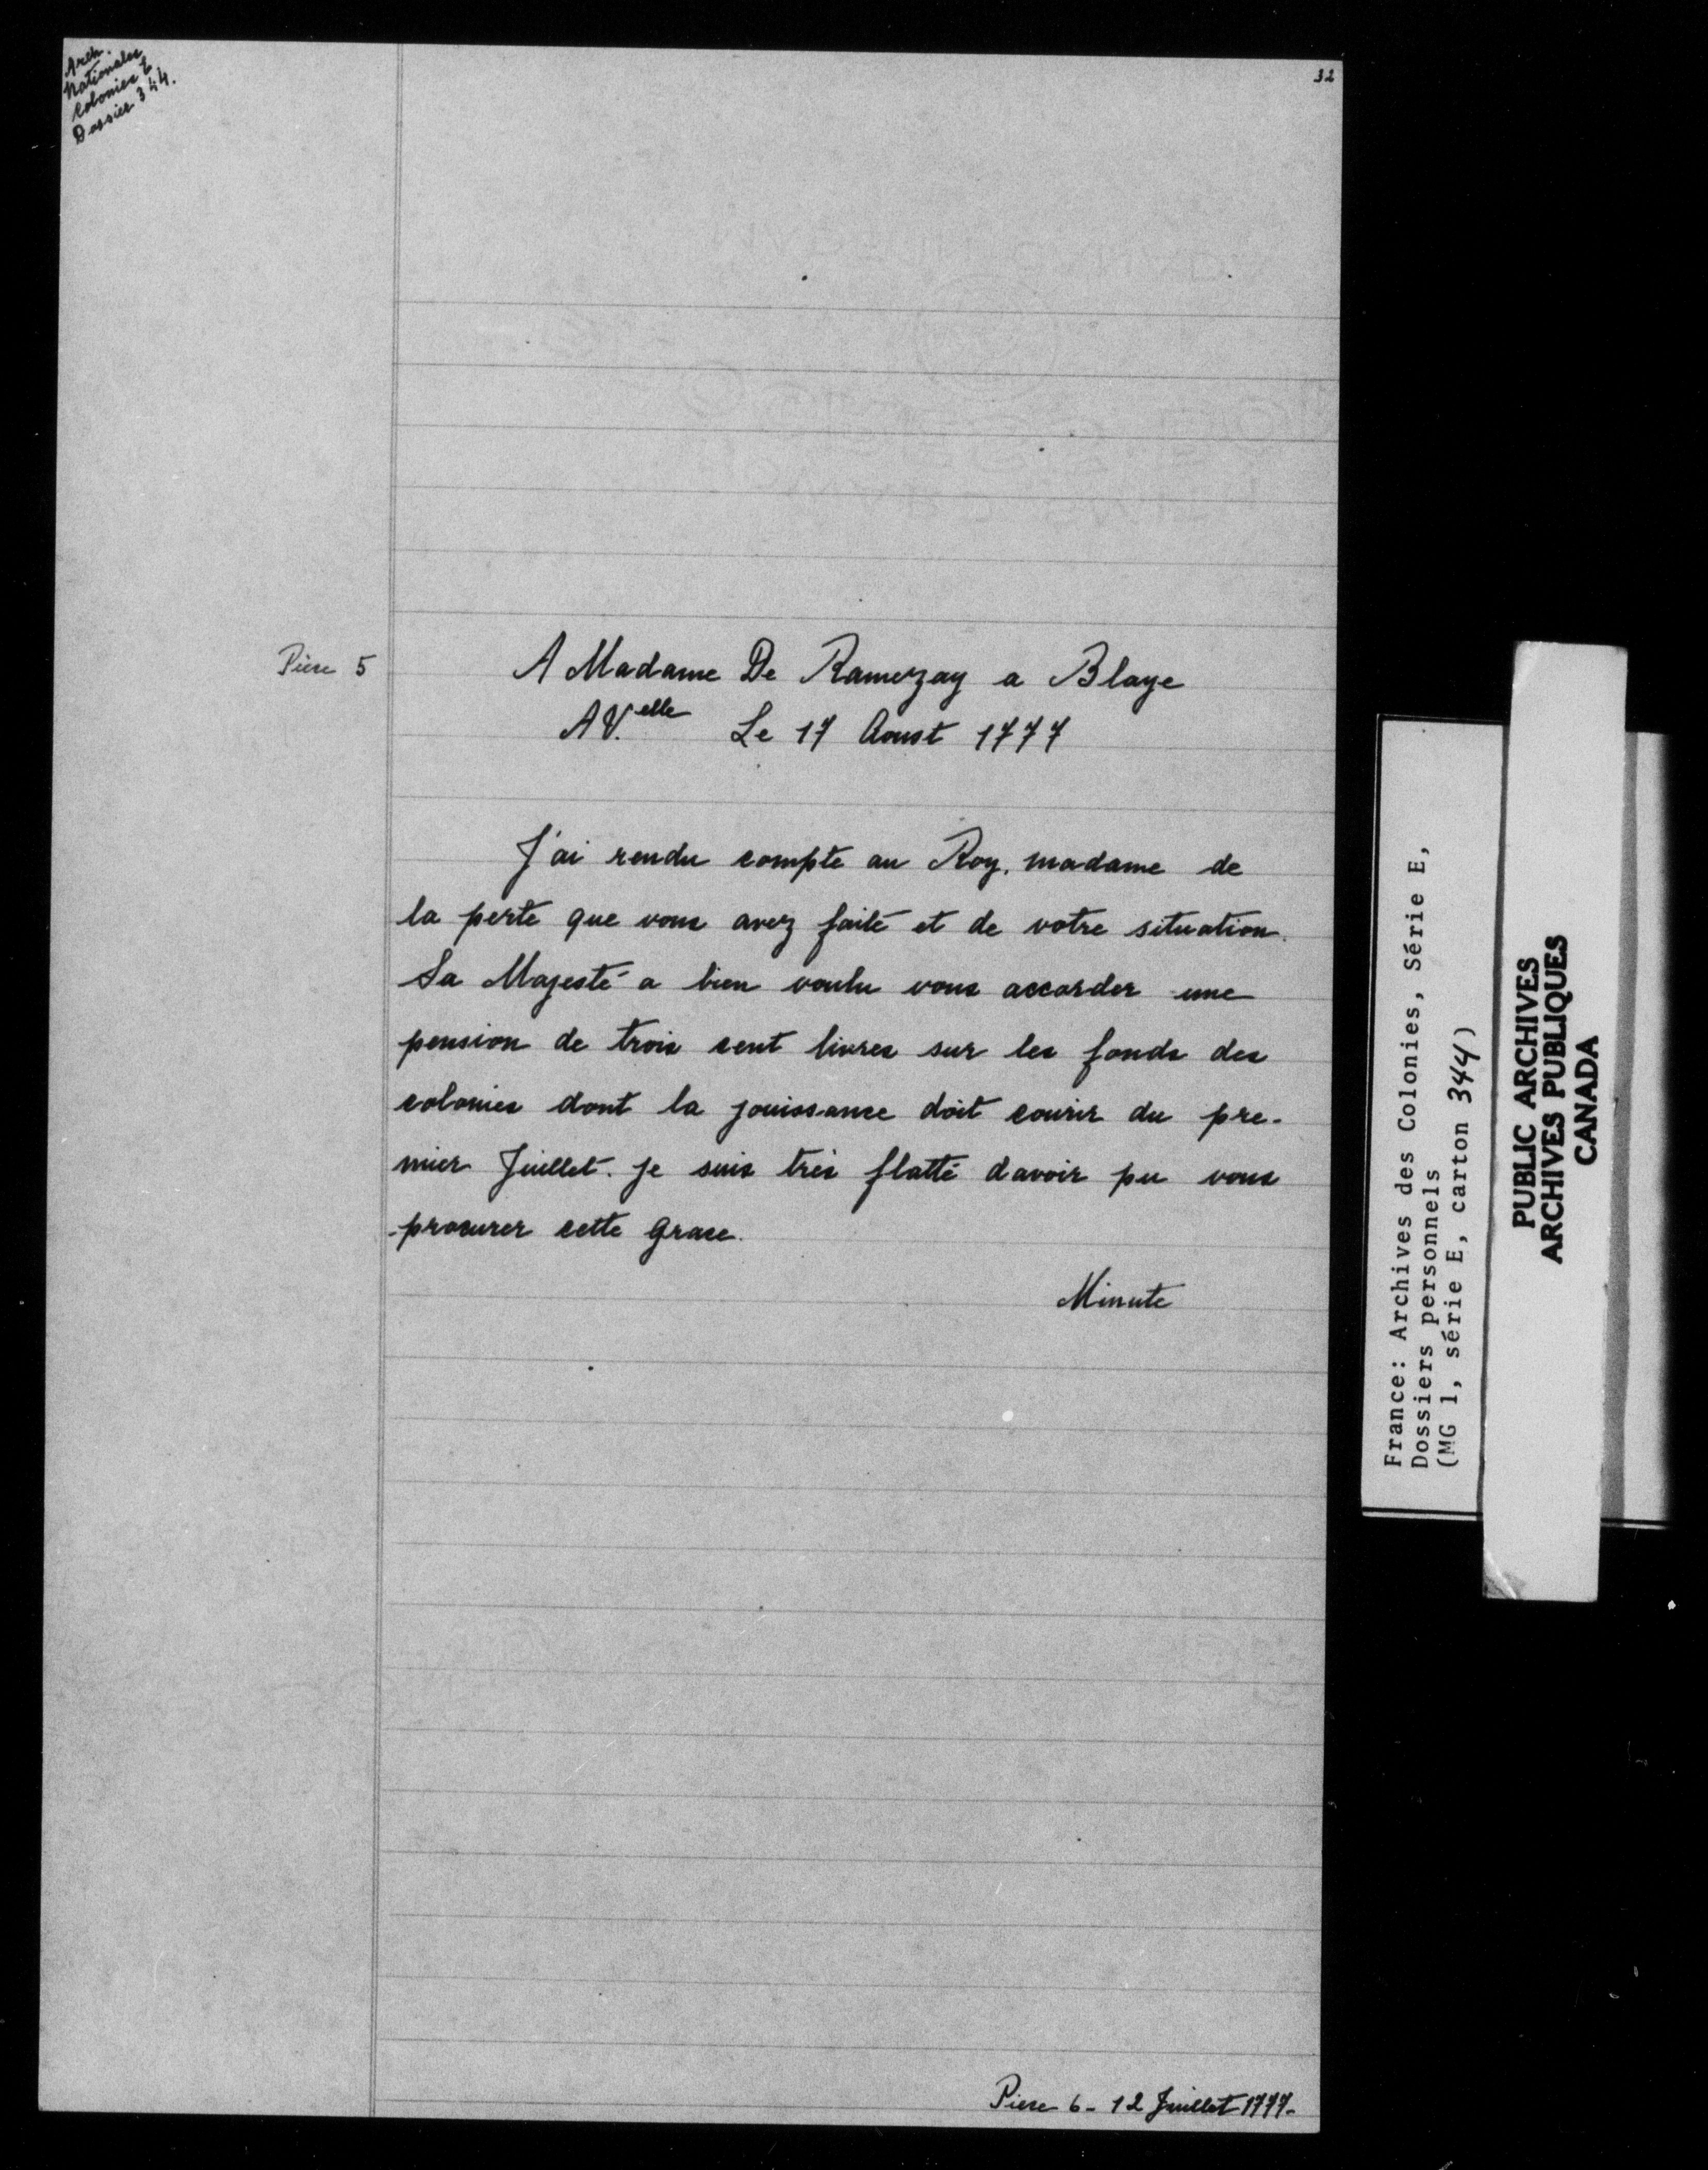 Arch.
Nationales
Colonies E
Dossier 344.
32
Piece 5
A Madame De Ramezay a Blaye
A V.elle Le 17 Aoust 1777
J'ai rendu compte au Roy, madame de
la perte que vous avez faite et de votre situation.
Sa Majesté a bien voulu vous accorder une
pension de trois cent livres sur les fonds des
colonies dont la jouissance doit courir du pre-
mier Juillet. Je suis très flatté davoir pu vous
procurer cette grace.
Minute
Piece 6 - 12 Juillet 1777 -
France: Archives des Colonies, Série E,
Dossiers personnels
(MG 1, série E, carton 344)
PUBLIC ARCHIVES
ARCHIVES PUBLIQUES
CANADA